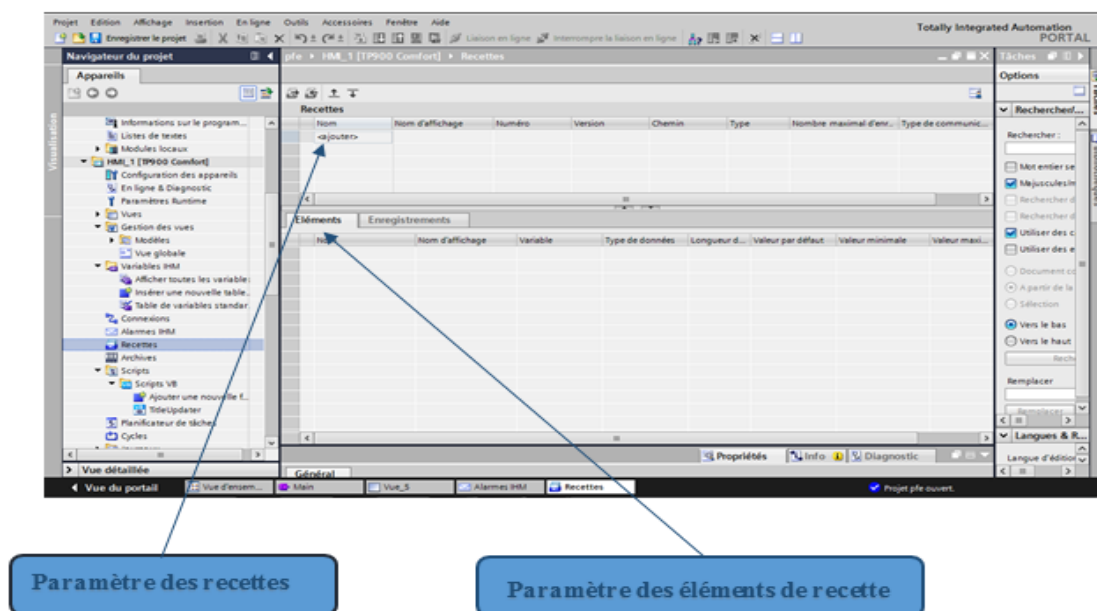 Projet Edition Affichage Insertion En ligne Outils Accessoires Fenêtre Aide
Totally Integrated Automation
PORTAL
Enregistrer le projet
Liaison en ligne
Interrompre la liaison en ligne
Navigateur du projet
pfe HMI_1 [TP900 Comfort] Recettes
Tâches
Appareils
Options
Visualisation
Informations sur le program...
Listes de textes
Modules locaux
HMI_1 [TP900 Comfort]
Configuration des appareils
En ligne & Diagnostic
Paramètres Runtime
Vues
Gestion des vues
Modèles
Vue globale
Variables IHM
Afficher toutes les variable
Insérer une nouvelle table.
Table de variables standar.
Connexions
Alarmes IHM
Recettes
Archives
Scripts
Scripts VB
Ajouter une nouvelle f...
TitleUpdater
Planificateur de tâches
Cycles
Vue détaillée
Recettes
Nom Nom d'affichage Numéro Version Chemin Type Nombre maximal d'enr.. Type de communic...
<ajouter>
Eléments Enregistrements
Nom d'affichage Variable Type de données Longueur d... Valeur par défaut Valeur minimale Valeur maxi...
Rechercher/...
Rechercher :
Mot entier se
Rechercher d
Rechercher d
Utiliser des c
Utiliser des e
Document co
A partir de la
Sélection
Vers le bas
Vers le haut
Rech
Remplacer
Remplacer
Langues & R...
Langue d'édition
Propriétés Info Diagnostic
Général
Vue du portail Vue d'ensem... Main Vue_5 Alarmes IHM Recettes Projet pfe ouvert.
Paramètre des recettes
Paramètre des éléments de recette